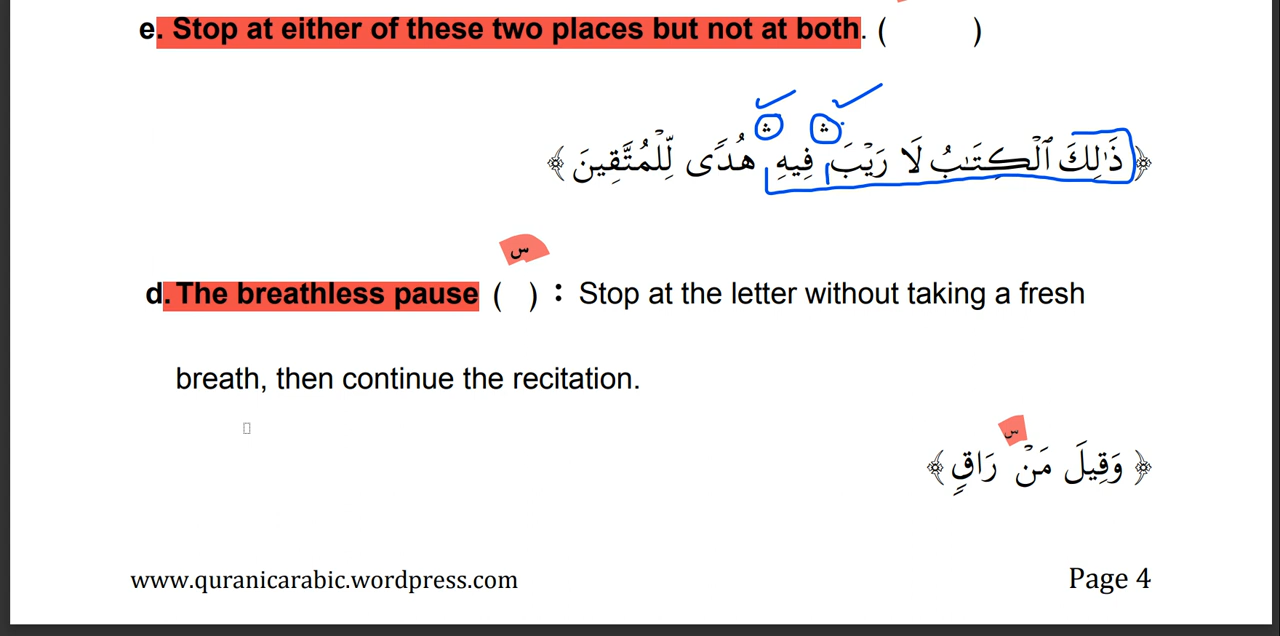 e. Stop at either of these two places but not at both. ( )
﴿ ذَٰلِكَ ٱلْكِتَـٰبُ لَا رَيْبَ ۛ فِيهِ ۛ هُدًى لِّلْمُتَّقِينَ ﴾
س
d. The breathless pause ( ) : Stop at the letter without taking a fresh
breath, then continue the recitation.
﴿ وَقِيلَ مَنْ ۜ رَاقٍ ﴾
www.quranicarabic.wordpress.com
Page 4